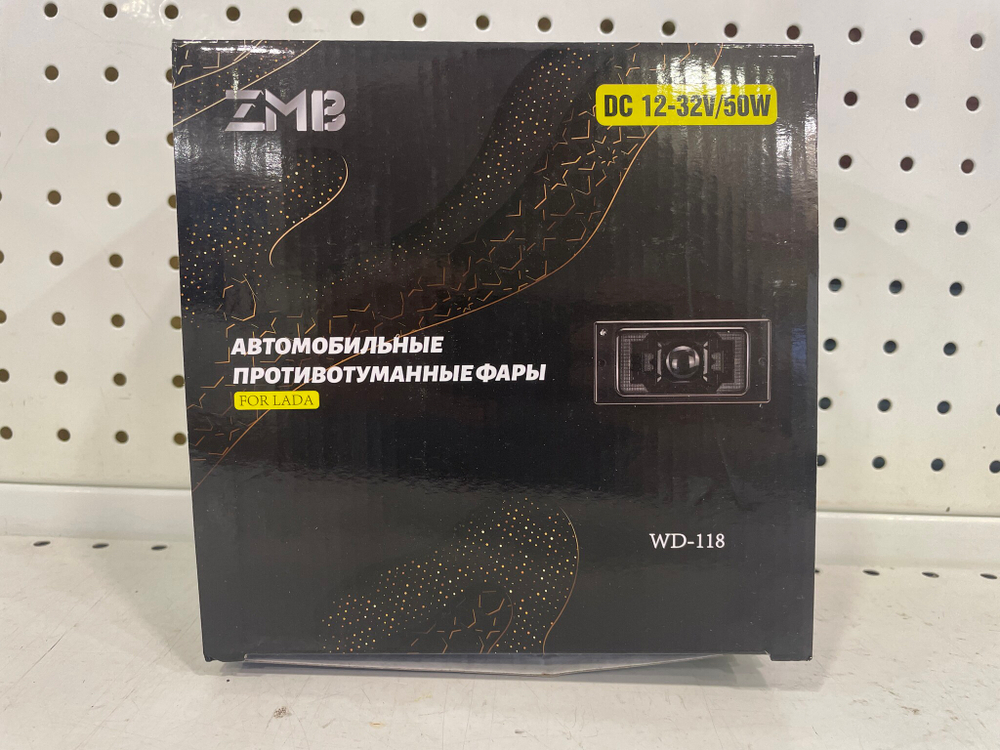 ZMB
DC 12-32V/50W
АВТОМОБИЛЬНЫЕ
ПРОТИВОТУМАННЫЕ ФАРЫ
FOR LADA
WD-118